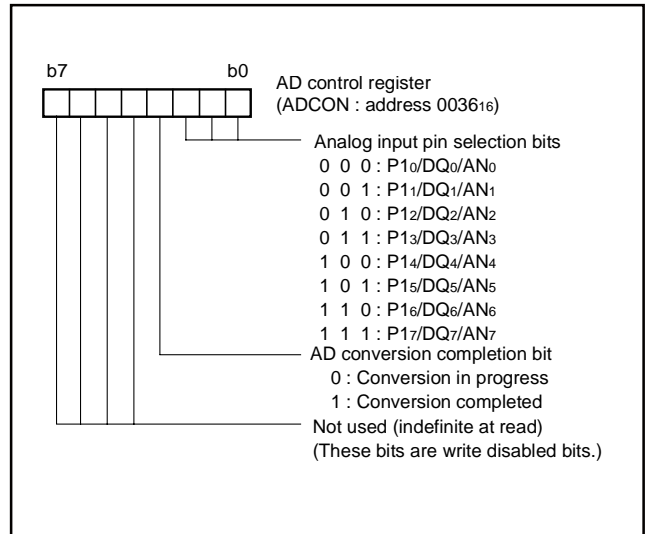 b7 b0
AD control register
(ADCON : address 003616)
Analog input pin selection bits
0 0 0 : P10/DQ0/AN0
0 0 1 : P11/DQ1/AN1
0 1 0 : P12/DQ2/AN2
0 1 1 : P13/DQ3/AN3
1 0 0 : P14/DQ4/AN4
1 0 1 : P15/DQ5/AN5
1 1 0 : P16/DQ6/AN6
1 1 1 : P17/DQ7/AN7
AD conversion completion bit
0 : Conversion in progress
1 : Conversion completed
Not used (indefinite at read)
(These bits are write disabled bits.)